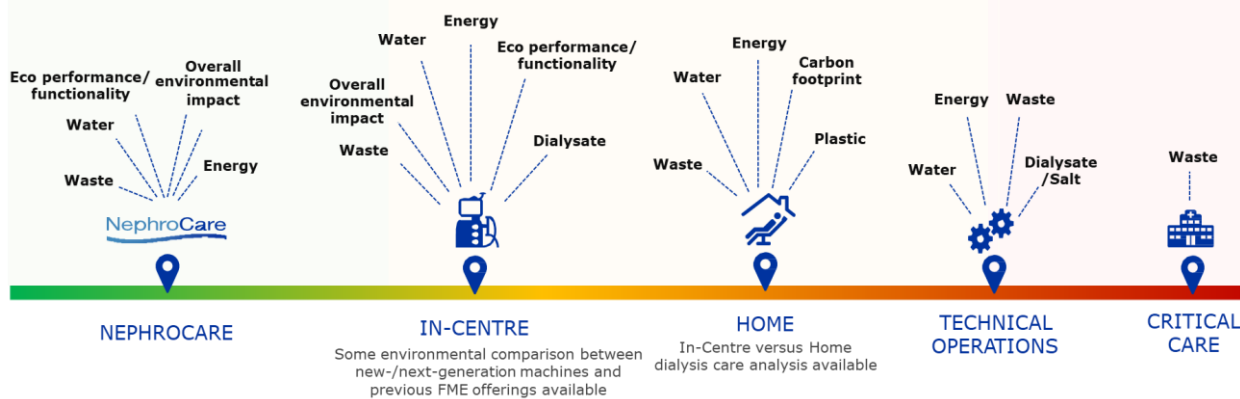 Eco performance/
functionality
Overall
environmental
impact
Water
Energy
Waste
NephroCare
Energy
Water
Eco performance/
functionality
Overall
environmental
impact
Waste
Dialysate
Energy
Water
Carbon
footprint
Plastic
Waste
Energy
Waste
Water
Dialysate
/Salt
Waste
NEPHROCARE
IN-CENTRE
Some environmental comparison between
new-/next-generation machines and
previous FME offerings available
HOME
In-Centre versus Home
dialysis care analysis available
TECHNICAL
OPERATIONS
CRITICAL
CARE